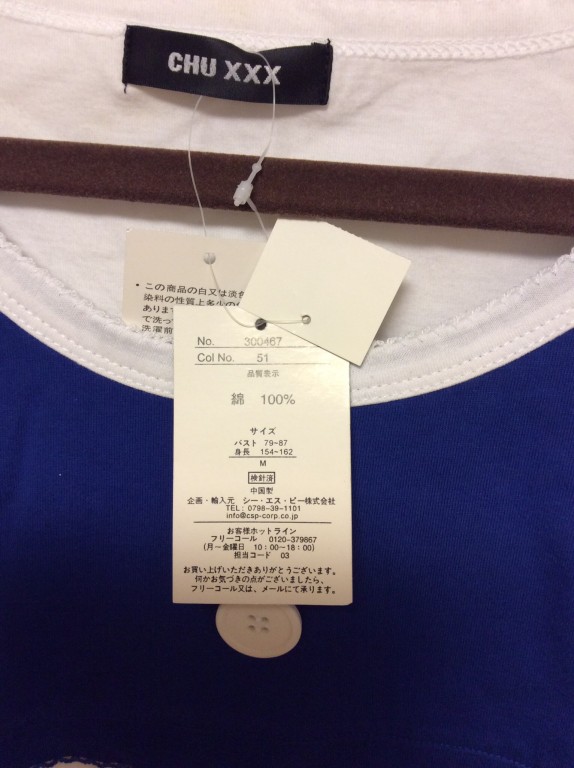 CHU XXX
・この商品の白又は淡色
染料の性質上多少の
あります
で洗っ
洗濯前
No. 300467
Col No. 51
品質表示
綿 100%
サイズ
バスト 79~87
身長 154~162
M
検針済
中国製
企画・輸入元 シー・エス・ピー株式会社
TEL: 0798-39-1101
info@csp-corp.co.jp
お客様ホットライン
フリーコール 0120-379867
(月~金曜日 10:00~18:00)
担当コード 03
お買い上げいただきありがとうございます。
何かお気づきの点がございましたら、
フリーコール又は、メールにて承ります。